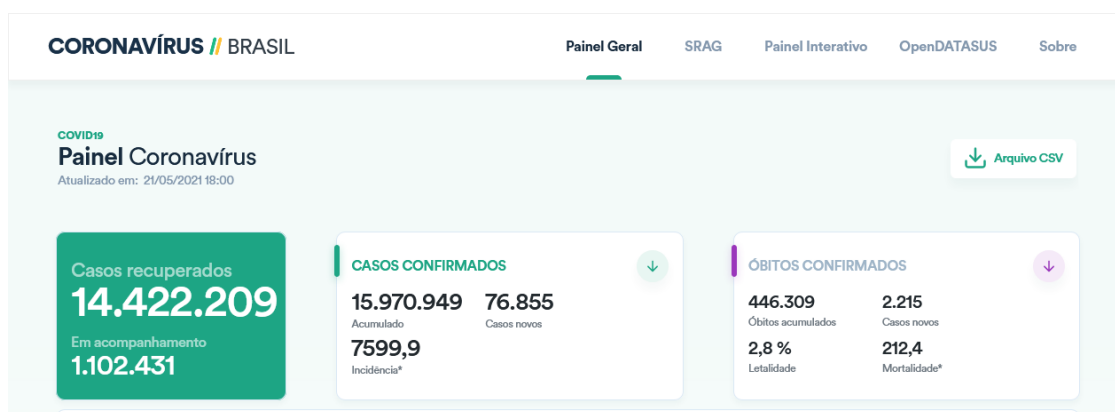 CORONAVÍRUS // BRASIL
Painel Geral SRAG Painel Interativo OpenDATASUS Sobre
COVID19
Painel Coronavírus
Atualizado em: 21/05/2021 18:00
Arquivo CSV
Casos recuperados
14.422.209
Em acompanhamento
1.102.431
CASOS CONFIRMADOS
15.970.949 76.855
Acumulado Casos novos
7599,9
Incidência*
ÓBITOS CONFIRMADOS
446.309 2.215
Óbitos acumulados Casos novos
2,8 % 212,4
Letalidade Mortalidade*